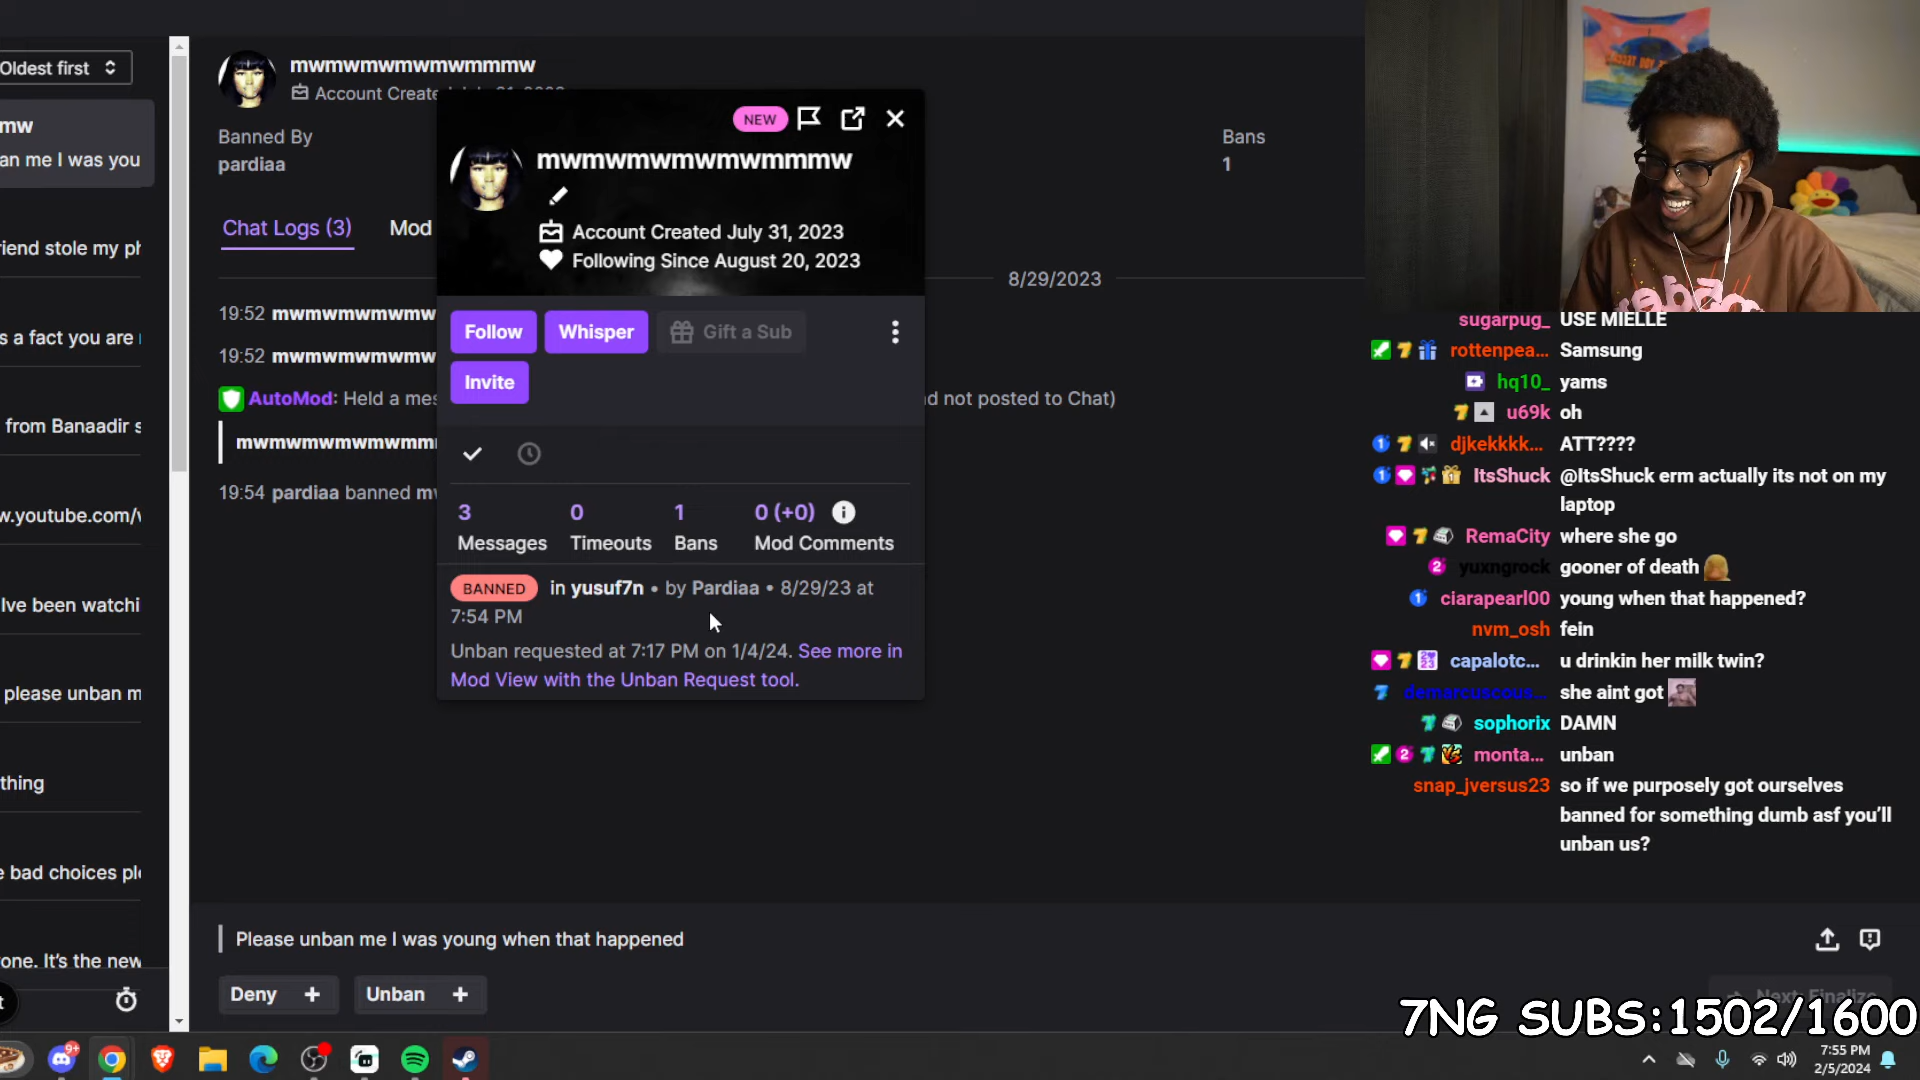 Oldest first
mw
an me I was you
riend stole my ph
s a fact you are
from Banaadir s
w.youtube.com/v
Ive been watchi
please unban m
thing
e bad choices ple
one. It's the new
mwmwmwmwmwmmmw
Account Create
Banned By
pardiaa
Bans
1
Chat Logs (3)
Mod
8/29/2023
19:52 mwmwmwmwmw
19:52 mwmwmwmwmw
AutoMod: Held a mes
d not posted to Chat)
mwmwmwmwmwmm
19:54 pardiaa banned m
NEW
mwmwmwmwmwmmmw
Account Created July 31, 2023
Following Since August 20, 2023
Follow
Whisper
Gift a Sub
Invite
3
0
1
0 (+0)
Messages
Timeouts
Bans
Mod Comments
BANNED in yusuf7n • by Pardiaa • 8/29/23 at
7:54 PM
Unban requested at 7:17 PM on 1/4/24. See more in
Mod View with the Unban Request tool.
Please unban me I was young when that happened
Deny +
Unban +
sugarpug_ USE MIELLE
rottenpea... Samsung
hq10_ yams
u69k oh
djkekkkk... ATT????
ItsShuck @ItsShuck erm actually its not on my
laptop
RemaCity where she go
yuxngrock gooner of death
ciarapearl00 young when that happened?
nvm_osh fein
capalotc... u drinkin her milk twin?
demarcuscous... she aint got
sophorix DAMN
monta... unban
snap_jversus23 so if we purposely got ourselves
banned for something dumb asf you'll
unban us?
Next: Finalize
7NG SUBS:1502/1600
9+
7:55 PM
2/5/2024